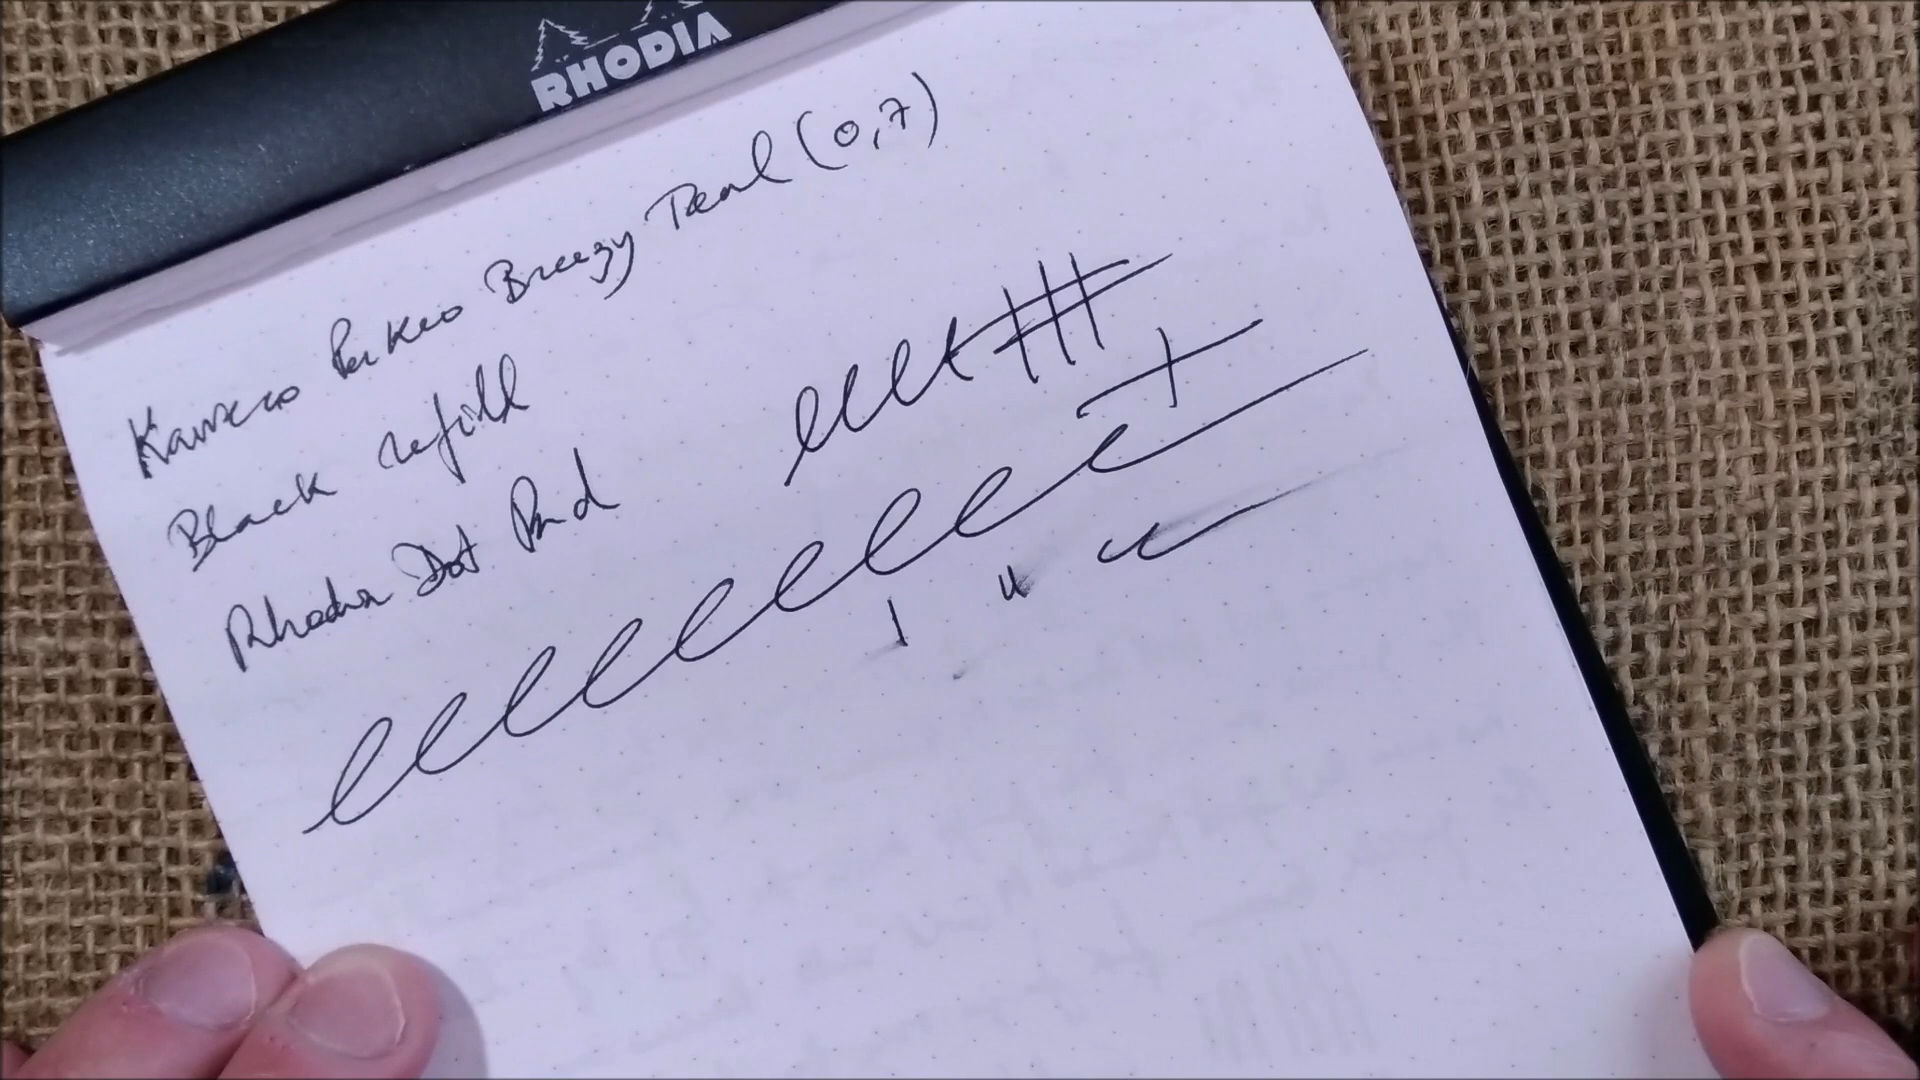 RHODIA
Kaweco Perkeo Breezy Teal (0,7)
Black refill
Rhodia Dot Pad